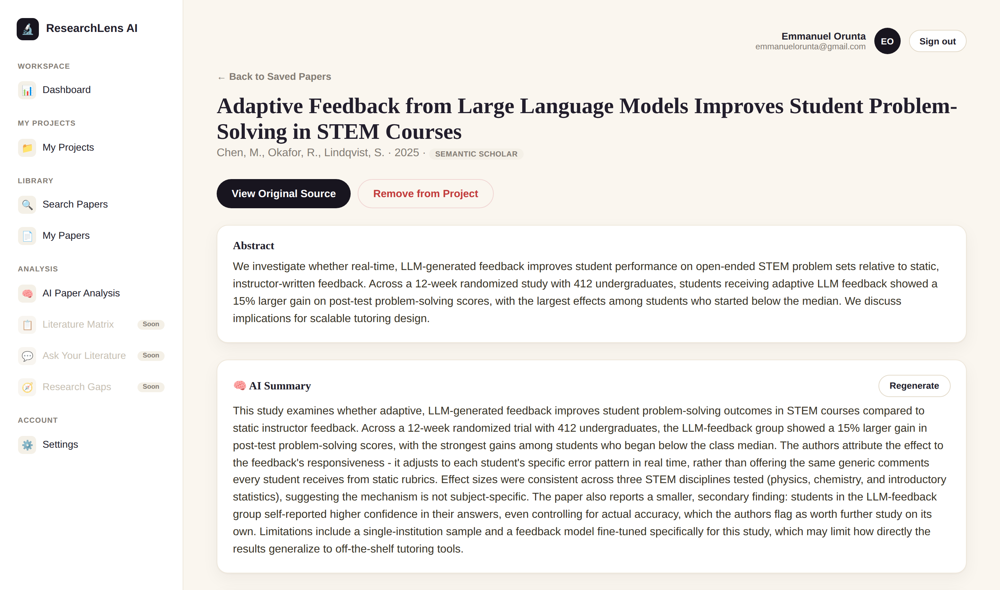 ResearchLens AI
WORKSPACE
Dashboard
MY PROJECTS
My Projects
LIBRARY
Search Papers
My Papers
ANALYSIS
AI Paper Analysis
Literature Matrix Soon
Ask Your Literature Soon
Research Gaps Soon
ACCOUNT
Settings
Emmanuel Orunta
emmanuelorunta@gmail.com
EO
Sign out
← Back to Saved Papers
Adaptive Feedback from Large Language Models Improves Student Problem-
Solving in STEM Courses
Chen, M., Okafor, R., Lindqvist, S. · 2025 · SEMANTIC SCHOLAR
View Original Source
Remove from Project
Abstract
We investigate whether real-time, LLM-generated feedback improves student performance on open-ended STEM problem sets relative to static,
instructor-written feedback. Across a 12-week randomized study with 412 undergraduates, students receiving adaptive LLM feedback showed a
15% larger gain on post-test problem-solving scores, with the largest effects among students who started below the median. We discuss
implications for scalable tutoring design.
AI Summary
Regenerate
This study examines whether adaptive, LLM-generated feedback improves student problem-solving outcomes in STEM courses compared to
static instructor feedback. Across a 12-week randomized trial with 412 undergraduates, the LLM-feedback group showed a 15% larger gain in
post-test problem-solving scores, with the strongest gains among students who began below the class median. The authors attribute the effect to
the feedback's responsiveness - it adjusts to each student's specific error pattern in real time, rather than offering the same generic comments
every student receives from static rubrics. Effect sizes were consistent across three STEM disciplines tested (physics, chemistry, and introductory
statistics), suggesting the mechanism is not subject-specific. The paper also reports a smaller, secondary finding: students in the LLM-feedback
group self-reported higher confidence in their answers, even controlling for actual accuracy, which the authors flag as worth further study on its
own. Limitations include a single-institution sample and a feedback model fine-tuned specifically for this study, which may limit how directly the
results generalize to off-the-shelf tutoring tools.